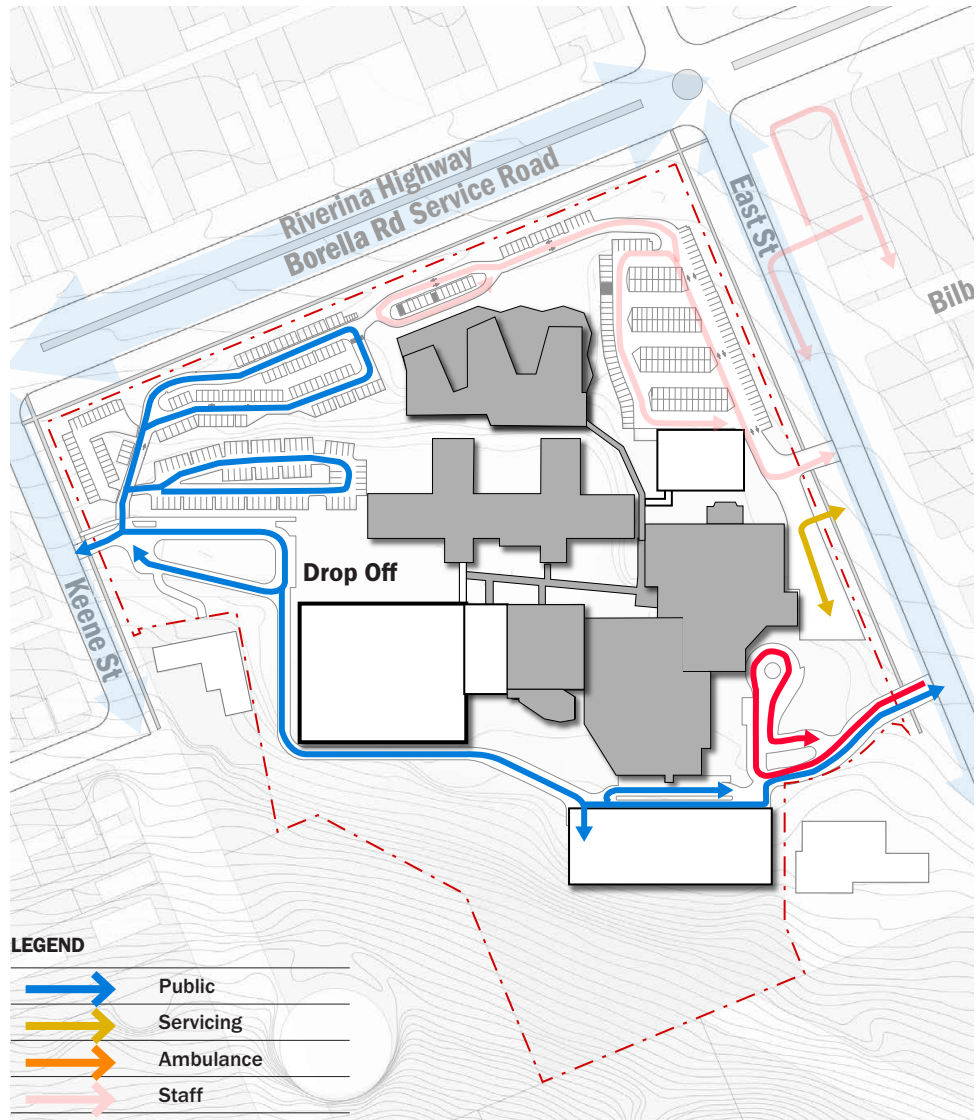 Riverina Highway
Borella Rd Service Road
East St
Bilb
Drop Off
Keene St
LEGEND
Public
Servicing
Ambulance
Staff